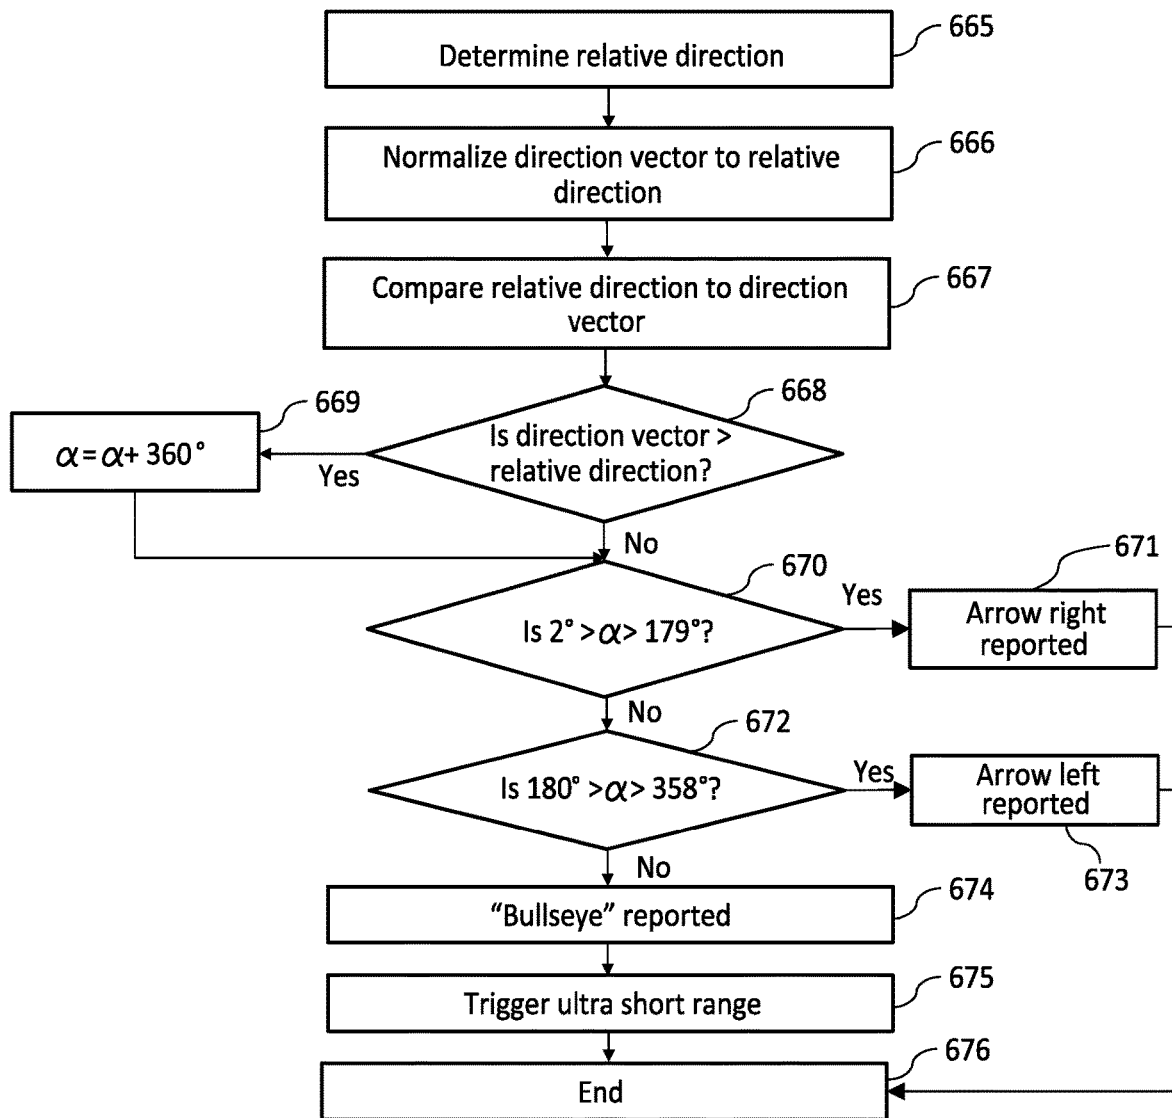 Determine relative direction
665
Normalize direction vector to relative
direction
666
Compare relative direction to direction
vector
667
668
Is direction vector >
relative direction?
669
α = α + 360°
Yes
No
670
Is 2° > α > 179°?
Yes
671
Arrow right
reported
No
672
Is 180° > α > 358°?
Yes
Arrow left
reported
673
No
674
“Bullseye” reported
675
Trigger ultra short range
676
End